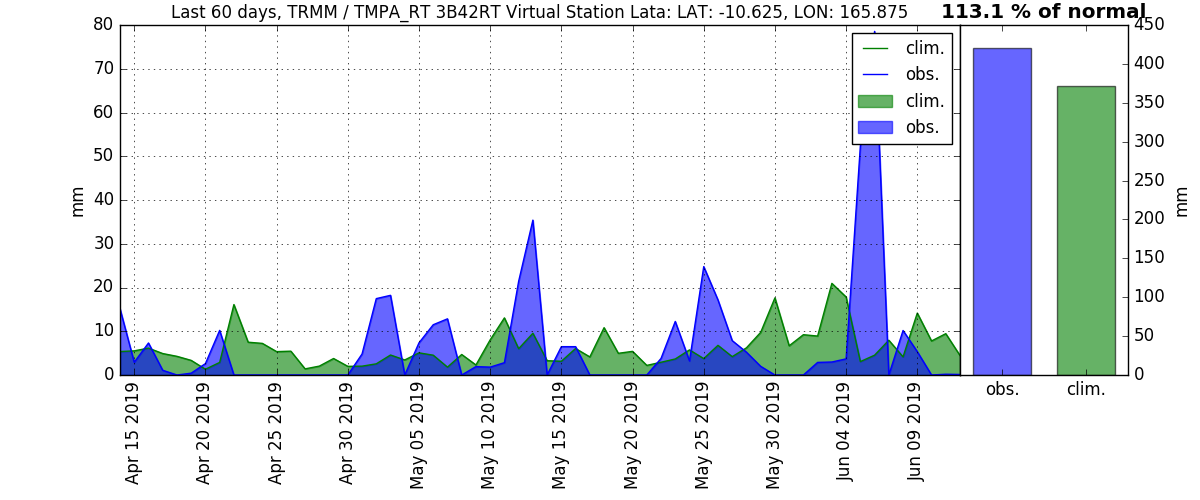 Last 60 days, TRMM / TMPA_RT 3B42RT Virtual Station Lata: LAT: -10.625, LON: 165.875
113.1 % of normal
80
70
60
50
40
30
20
10
0
mm
clim.
obs.
clim.
obs.
Apr 15 2019
Apr 20 2019
Apr 25 2019
Apr 30 2019
May 05 2019
May 10 2019
May 15 2019
May 20 2019
May 25 2019
May 30 2019
Jun 04 2019
Jun 09 2019
450
400
350
300
250
200
150
100
50
0
mm
obs.
clim.